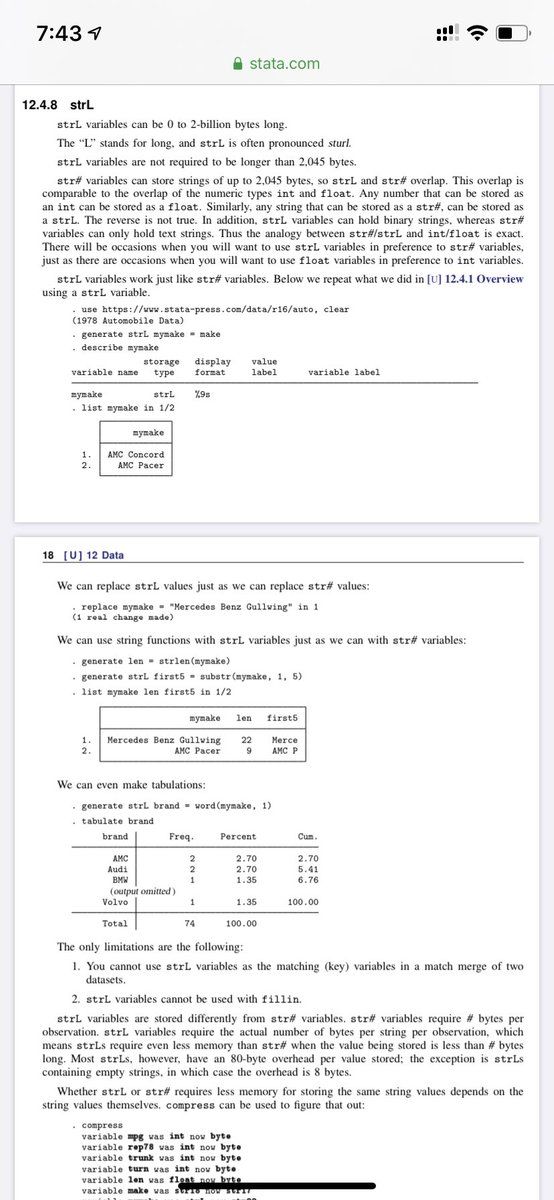 7:43
stata.com
12.4.8 strL
strL variables can be 0 to 2-billion bytes long.
The “L” stands for long, and strL is often pronounced sturl.
strL variables are not required to be longer than 2,045 bytes.
str# variables can store strings of up to 2,045 bytes, so strL and str# overlap. This overlap is
comparable to the overlap of the numeric types int and float. Any number that can be stored as
an int can be stored as a float. Similarly, any string that can be stored as a str#, can be stored as
a strL. The reverse is not true. In addition, strL variables can hold binary strings, whereas str#
variables can only hold text strings. Thus the analogy between str#/strL and int/float is exact.
There will be occasions when you will want to use strL variables in preference to str# variables,
just as there are occasions when you will want to use float variables in preference to int variables.
strL variables work just like str# variables. Below we repeat what we did in [U] 12.4.1 Overview
using a strL variable.
. use https://www.stata-press.com/data/r16/auto, clear
(1978 Automobile Data)
. generate strL mymake = make
. describe mymake
storage display value
variable name type format label variable label
mymake strL %9s
. list mymake in 1/2
mymake
1. AMC Concord
2. AMC Pacer
18 [U] 12 Data
We can replace strL values just as we can replace str# values:
. replace mymake = "Mercedes Benz Gullwing" in 1
(1 real change made)
We can use string functions with strL variables just as we can with str# variables:
. generate len = strlen(mymake)
. generate strL first5 = substr(mymake, 1, 5)
. list mymake len first5 in 1/2
mymake len first5
1. Mercedes Benz Gullwing 22 Merce
2. AMC Pacer 9 AMC P
We can even make tabulations:
. generate strL brand = word(mymake, 1)
. tabulate brand
brand Freq. Percent Cum.
AMC 2 2.70 2.70
Audi 2 2.70 5.41
BMW 1 1.35 6.76
(output omitted)
Volvo 1 1.35 100.00
Total 74 100.00
The only limitations are the following:
1. You cannot use strL variables as the matching (key) variables in a match merge of two
datasets.
2. strL variables cannot be used with fillin.
strL variables are stored differently from str# variables. str# variables require # bytes per
observation. strL variables require the actual number of bytes per string per observation, which
means strLs require even less memory than str# when the value being stored is less than # bytes
long. Most strLs, however, have an 80-byte overhead per value stored; the exception is strLs
containing empty strings, in which case the overhead is 8 bytes.
Whether strL or str# requires less memory for storing the same string values depends on the
string values themselves. compress can be used to figure that out:
. compress
variable mpg was int now byte
variable rep78 was int now byte
variable trunk was int now byte
variable turn was int now byte
variable len was float now byte
variable make was str18 now str17